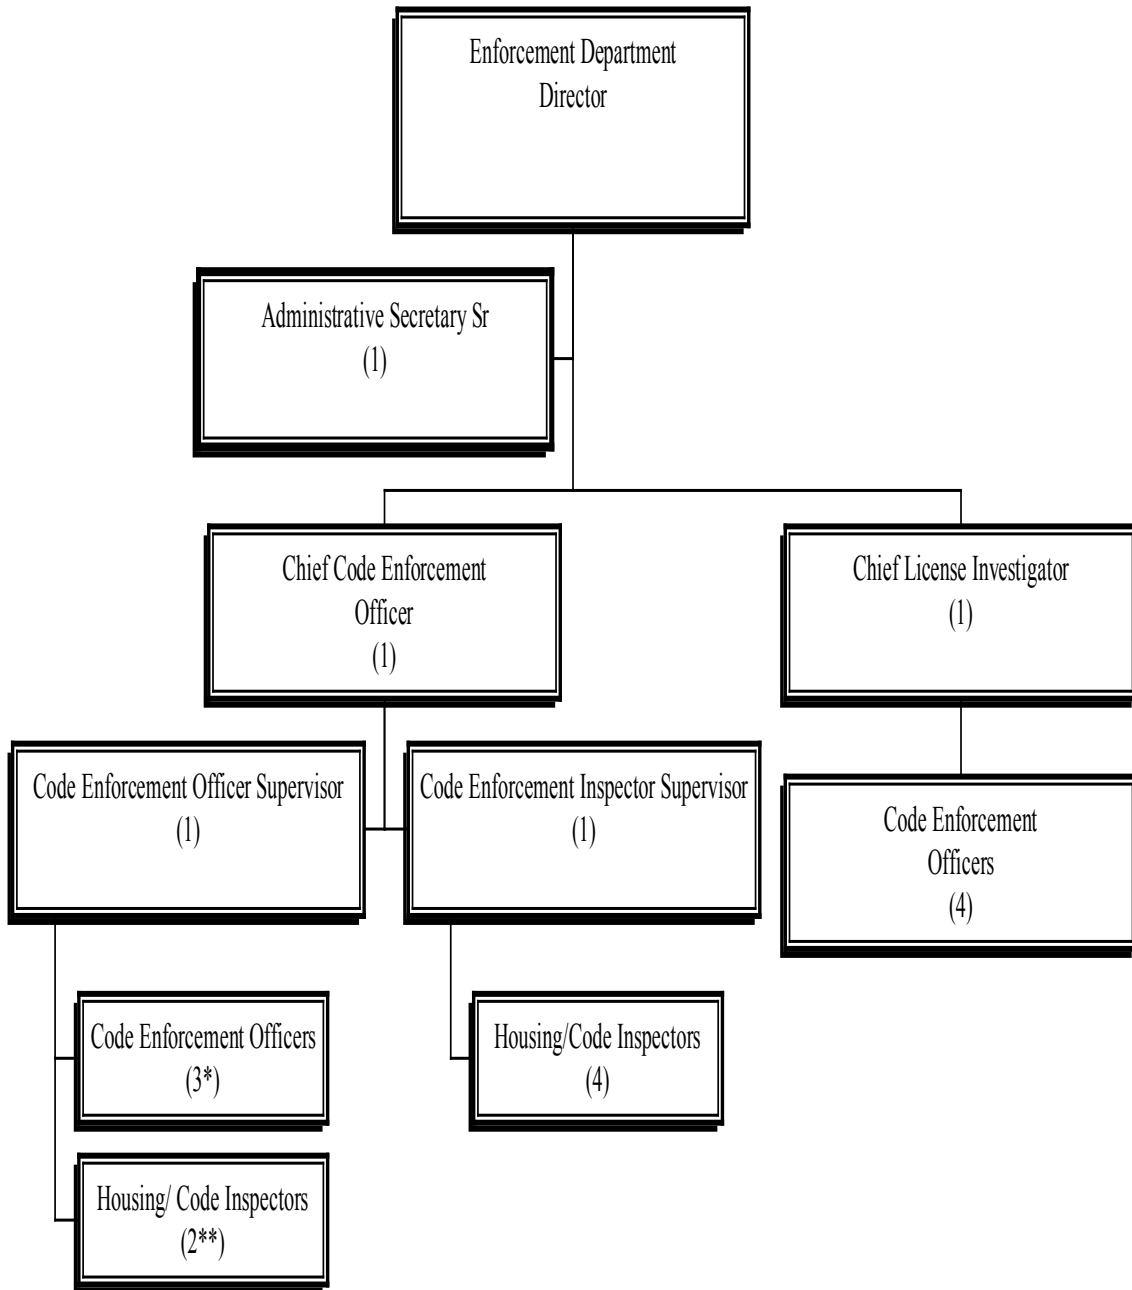 Enforcement Department
Director
Administrative Secretary Sr
(1)
Chief Code Enforcement
Officer
(1)
Chief License Investigator
(1)
Code Enforcement Officer Supervisor
(1)
Code Enforcement Inspector Supervisor
(1)
Code Enforcement
Officers
(4)
Code Enforcement Officers
(3*)
Housing/Code Inspectors
(4)
Housing/ Code Inspectors
(2**)